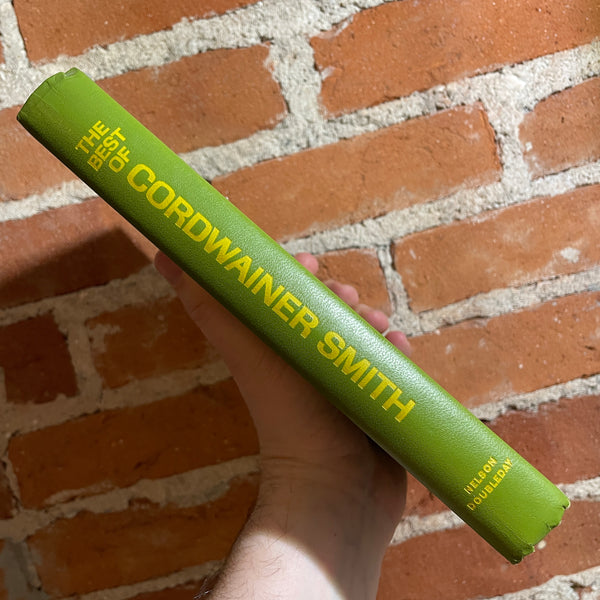 THE
BEST
OF
CORDWAINER SMITH
NELSON
DOUBLEDAY